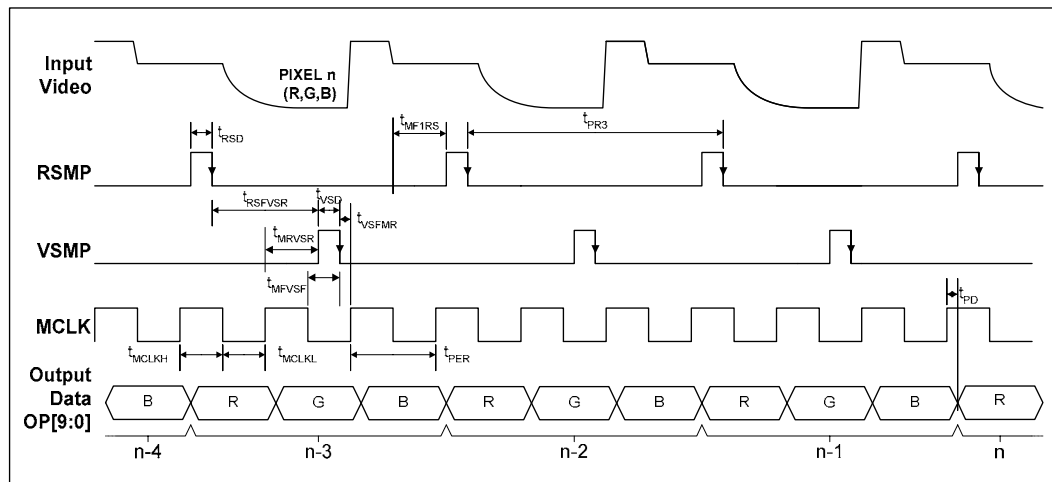 Input Video
PIXEL n
(R,G,B)
tRSD
tMF1RS
tPR3
RSMP
tRSFVSR
tVSD
tVSFMR
tMRVSR
VSMP
tMFVSF
tPD
MCLK
tMCLKH
tMCLKL
tPER
Output Data OP[9:0]
B R G B R G B R G B R
n-4 n-3 n-2 n-1 n